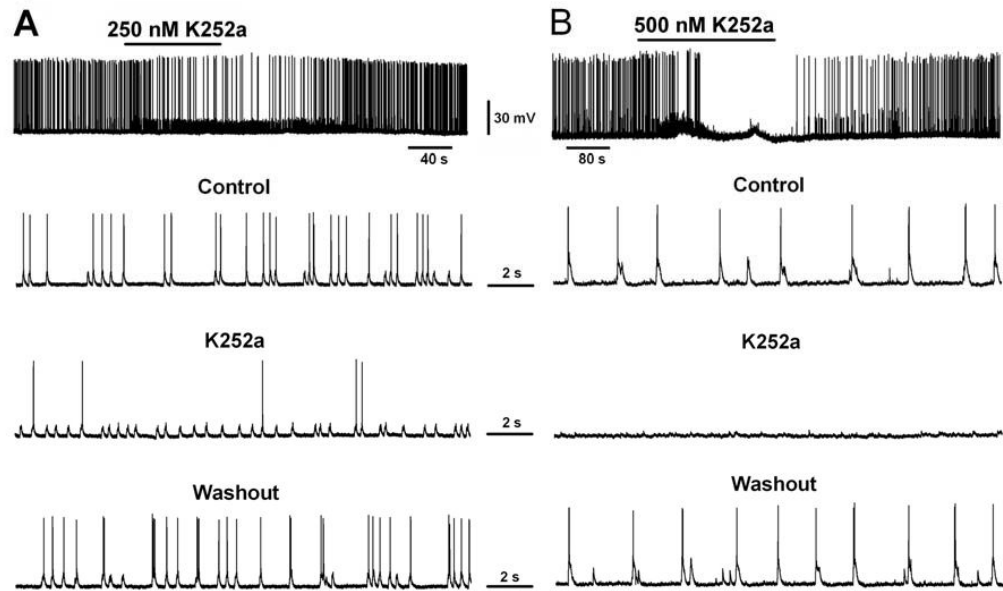 A
250 nM K252a
B
500 nM K252a
30 mV
40 s
80 s
Control
Control
2 s
K252a
K252a
2 s
Washout
Washout
2 s